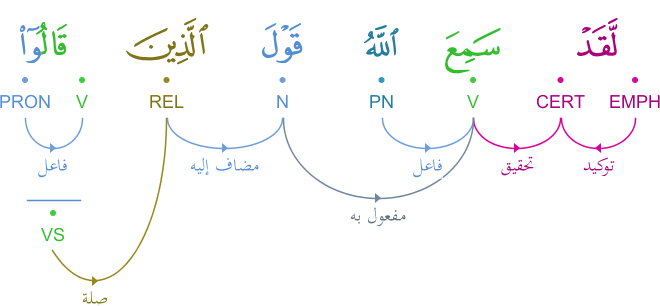 لَّقَدْ سَمِعَ ٱللَّهُ قَوْلَ ٱلَّذِينَ قَالُوٓا۟
PRON V REL N PN V CERT EMPH
فاعل مضاف إليه فاعل تحقيق توكيد
مفعول به
VS
صلة